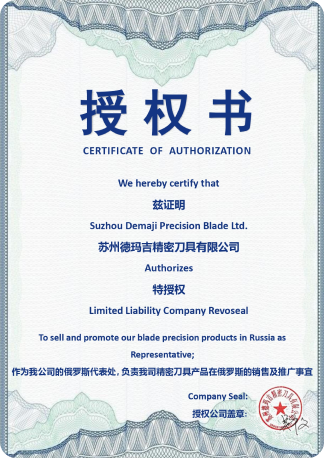 授权书
CERTIFICATE OF AUTHORIZATION
We hereby certify that
兹证明
Suzhou Demaji Precision Blade Ltd.
苏州德玛吉精密刀具有限公司
Authorizes
特授权
Limited Liability Company Revoseal
To sell and promote our blade precision products in Russia as
Representative;
作为我公司的俄罗斯代表处，负责我司精密刀具产品在俄罗斯的销售及推广事宜
Company Seal:
授权公司盖章: